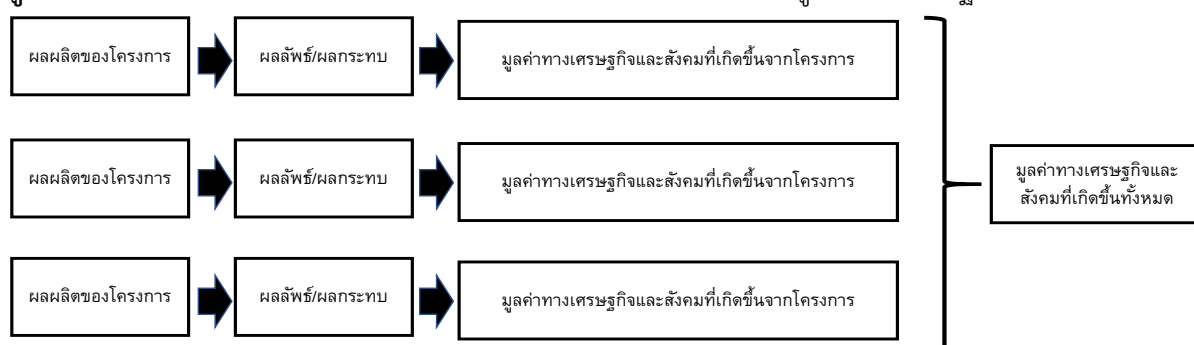 ผลผลิตของโครงการ
ผลลัพธ์/ผลกระทบ
มูลค่าทางเศรษฐกิจและสังคมที่เกิดขึ้นจากโครงการ
ผลผลิตของโครงการ
ผลลัพธ์/ผลกระทบ
มูลค่าทางเศรษฐกิจและสังคมที่เกิดขึ้นจากโครงการ
มูลค่าทางเศรษฐกิจและ
สังคมที่เกิดขึ้นทั้งหมด
ผลผลิตของโครงการ
ผลลัพธ์/ผลกระทบ
มูลค่าทางเศรษฐกิจและสังคมที่เกิดขึ้นจากโครงการ